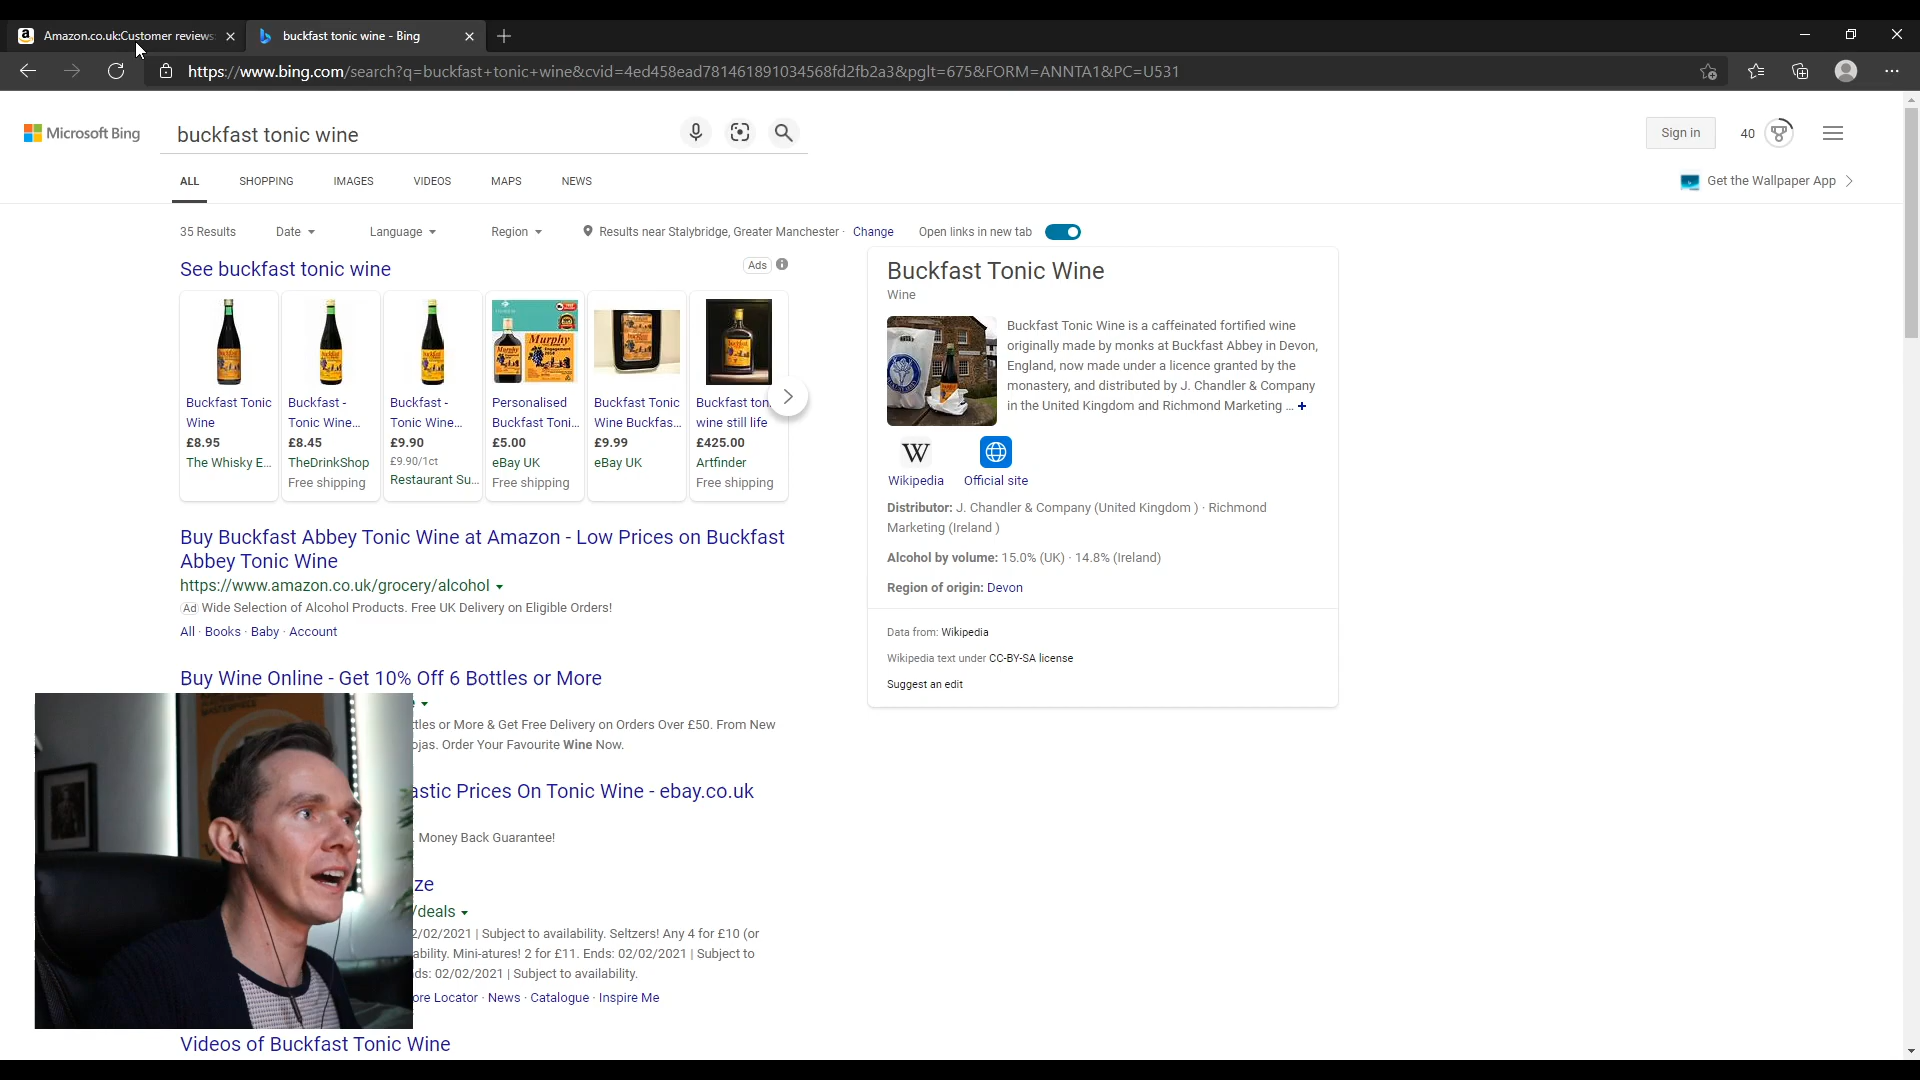 Amazon.co.uk:Customer reviews:
buckfast tonic wine - Bing
https://www.bing.com/search?q=buckfast+tonic+wine&cvid=4ed458ead781461891034568fd2fb2a3&pglt=675&FORM=ANNTA1&PC=U531
Microsoft Bing
buckfast tonic wine
Sign in
40
ALL
SHOPPING
IMAGES
VIDEOS
MAPS
NEWS
Get the Wallpaper App
35 Results
Date
Language
Region
Results near Stalybridge, Greater Manchester · Change
Open links in new tab
See buckfast tonic wine
Ads
Buckfast Tonic
Wine
£8.95
The Whisky E...
Buckfast -
Tonic Wine...
£8.45
TheDrinkShop
Free shipping
Buckfast -
Tonic Wine...
£9.90
£9.90/1ct
Restaurant Su...
Murphy
Personalised
Buckfast Toni...
£5.00
eBay UK
Free shipping
Buckfast Tonic
Wine Buckfas...
£9.99
eBay UK
Buckfast ton
wine still life
£425.00
Artfinder
Free shipping
Buy Buckfast Abbey Tonic Wine at Amazon - Low Prices on Buckfast
Abbey Tonic Wine
https://www.amazon.co.uk/grocery/alcohol
Ad Wide Selection of Alcohol Products. Free UK Delivery on Eligible Orders!
All · Books · Baby · Account
Buy Wine Online - Get 10% Off 6 Bottles or More
or More & Get Free Delivery on Orders Over £50. From New
Order Your Favourite Wine Now.
Prices On Tonic Wine - ebay.co.uk
Money Back Guarantee!
/deals
/02/2021 | Subject to availability. Seltzers! Any 4 for £10 (or
Mini-atures! 2 for £11. Ends: 02/02/2021 | Subject to
02/02/2021 | Subject to availability.
Locator · News · Catalogue · Inspire Me
Videos of Buckfast Tonic Wine
Buckfast Tonic Wine
Wine
Buckfast Tonic Wine is a caffeinated fortified wine
originally made by monks at Buckfast Abbey in Devon,
England, now made under a licence granted by the
monastery, and distributed by J. Chandler & Company
in the United Kingdom and Richmond Marketing ... +
W
Wikipedia
Official site
Distributor: J. Chandler & Company (United Kingdom ) · Richmond
Marketing (Ireland )
Alcohol by volume: 15.0% (UK) · 14.8% (Ireland)
Region of origin: Devon
Data from: Wikipedia
Wikipedia text under CC-BY-SA license
Suggest an edit
MASTERPIECE